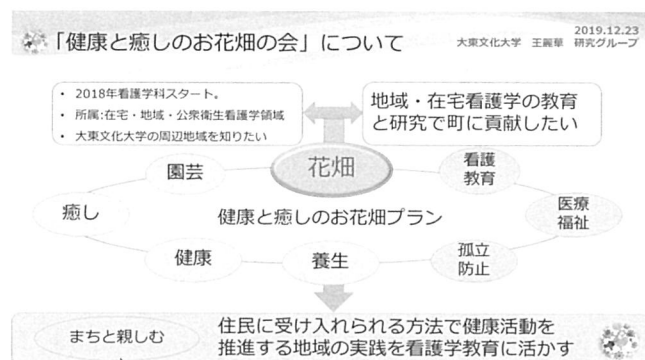 「健康と癒しのお花畑の会」について
2019.12.23
大東文化大学 王麗華 研究グループ
• 2018年看護学科スタート。
• 所属:在宅・地域・公衆衛生看護学領域
• 大東文化大学の周辺地域を知りたい
地域・在宅看護学の教育
と研究で町に貢献したい
園芸
花畑
看護
教育
癒し
健康と癒しのお花畑プラン
医療
福祉
健康
養生
孤立
防止
まちと親しむ
住民に受け入れられる方法で健康活動を
推進する地域の実践を看護学教育に活かす